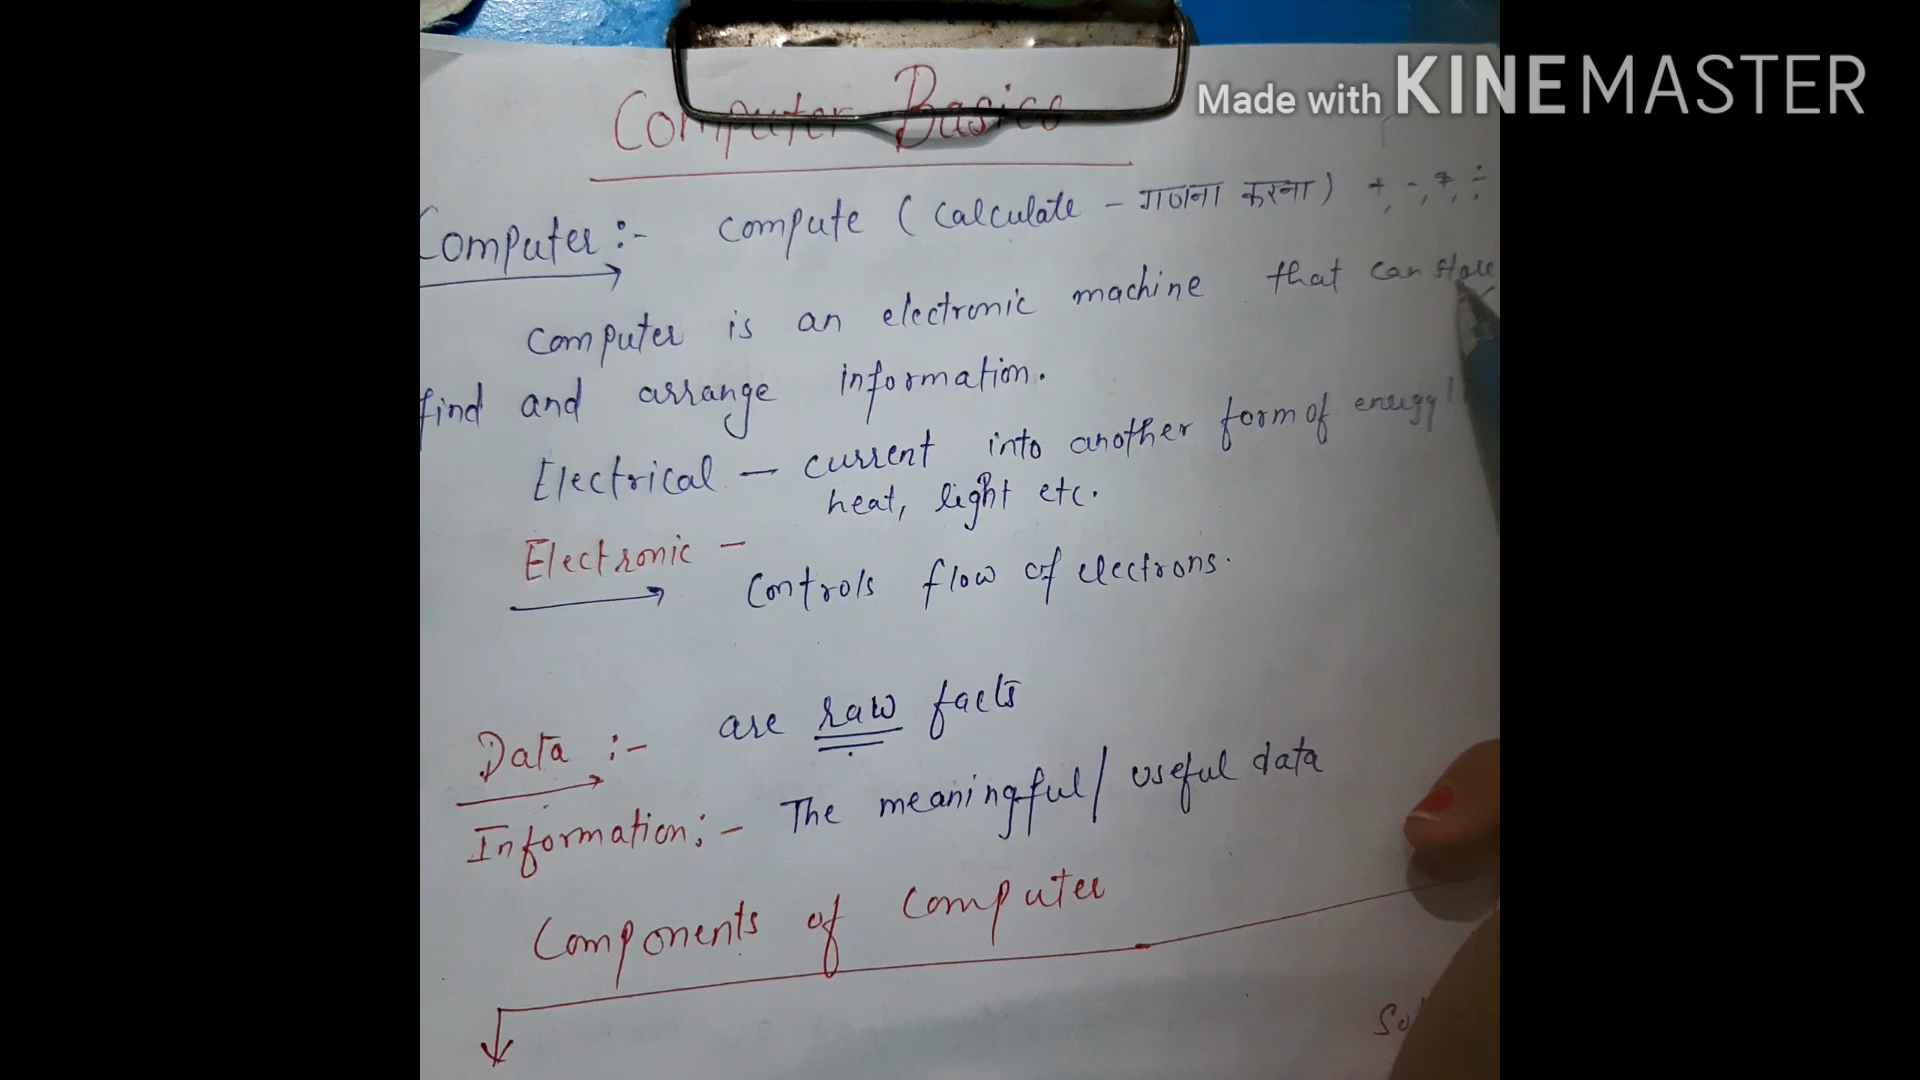 Made with KINEMASTER
Computer Basics
Computer :- compute (calculate - गणना करना) +, -, *, ÷
computer is an electronic machine that can store
find and arrange information.
Electrical — current into another form of energy
heat, light etc.
Electronic -
controls flow of electrons.
Data :- are raw facts
Information :- The meaningful / useful data
Components of computer